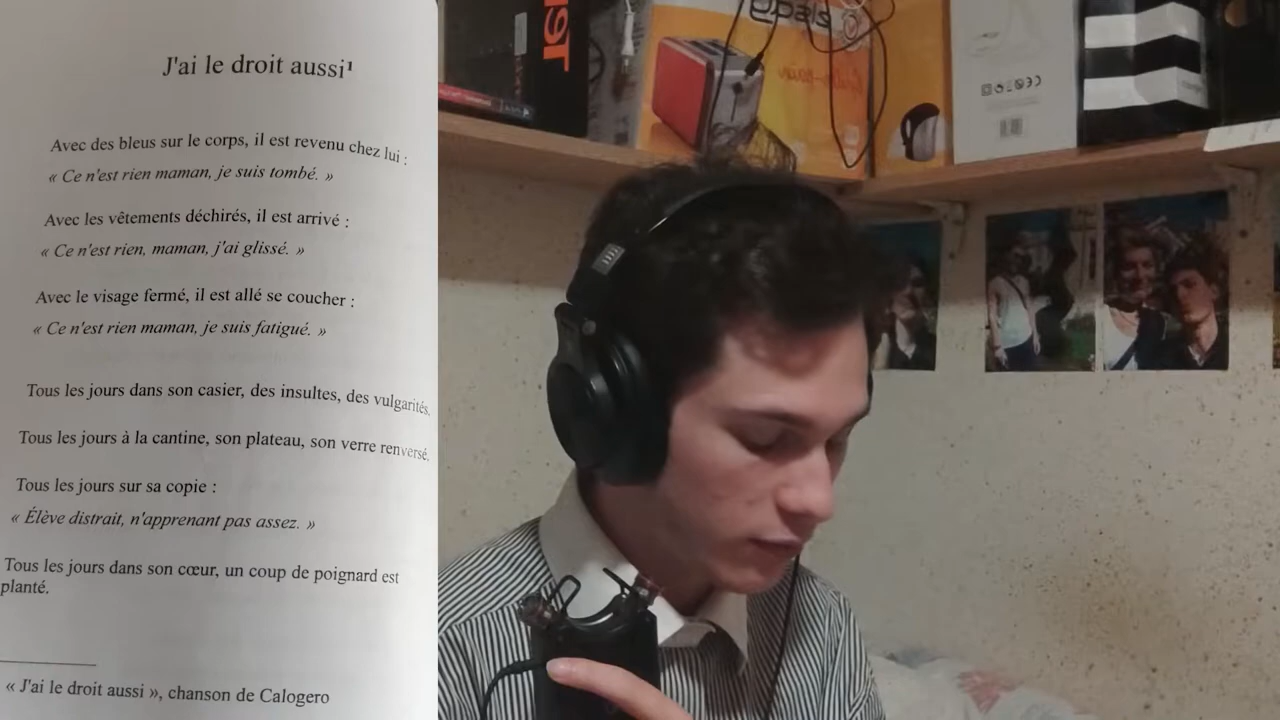 J'ai le droit aussi¹
Avec des bleus sur le corps, il est revenu chez lui :
« Ce n'est rien maman, je suis tombé. »
Avec les vêtements déchirés, il est arrivé :
« Ce n'est rien, maman, j'ai glissé. »
Avec le visage fermé, il est allé se coucher :
« Ce n'est rien maman, je suis fatigué. »
Tous les jours dans son casier, des insultes, des vulgarités.
Tous les jours à la cantine, son plateau, son verre renversé.
Tous les jours sur sa copie :
« Élève distrait, n'apprenant pas assez. »
Tous les jours dans son cœur, un coup de poignard est
planté.
« J'ai le droit aussi », chanson de Calogero